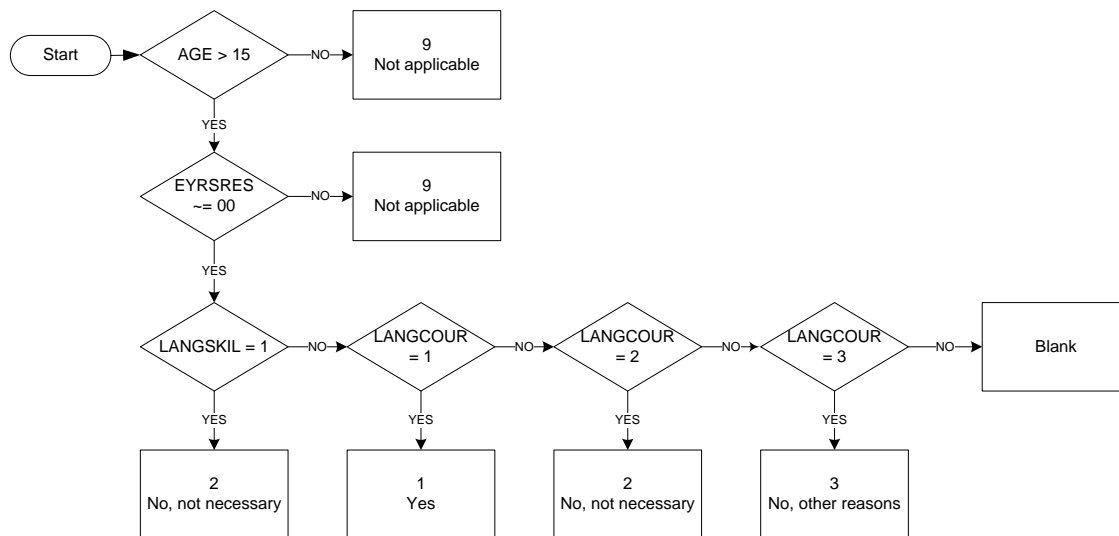 Start
AGE > 15
NO
9
Not applicable
YES
EYRSRES
~= 00
NO
9
Not applicable
YES
LANGSKIL = 1
NO
LANGCOUR
= 1
NO
LANGCOUR
= 2
NO
LANGCOUR
= 3
NO
Blank
YES
YES
YES
YES
2
No, not necessary
1
Yes
2
No, not necessary
3
No, other reasons